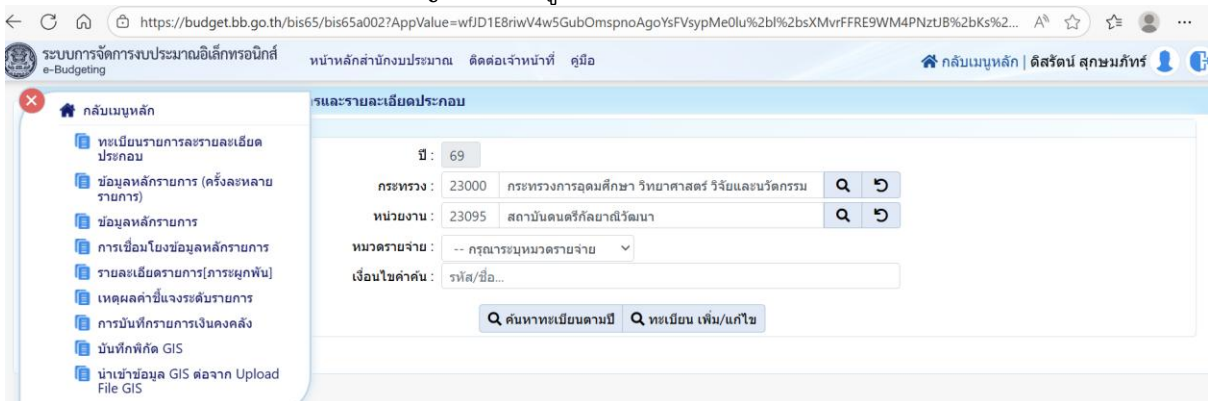 https://budget.bb.go.th/bis65/bis65a002?AppValue=wfJD1E8riwV4w5GubOmspnoAgoYsFVsypMe0lu%2bl%2bsXMvrFFRE9WM4PNztJB%2bKs%2...
ระบบการจัดการงบประมาณอิเล็กทรอนิกส์
e-Budgeting
หน้าหลักสำนักงบประมาณ ติดต่อเจ้าหน้าที่ คู่มือ
กลับเมนูหลัก | ดิสรัตน์ สุกษมภัทร์
กลับเมนูหลัก
รและรายละเอียดประกอบ
ทะเบียนรายการละรายละเอียด
ประกอบ
ข้อมูลหลักรายการ (ครั้งละหลาย
รายการ)
ข้อมูลหลักรายการ
การเชื่อมโยงข้อมูลหลักรายการ
รายละเอียดรายการ[ภาระผูกพัน]
เหตุผลคำชี้แจงระดับรายการ
การบันทึกรายการเงินคงคลัง
บันทึกพิกัด GIS
นำเข้าข้อมูล GIS ต่อจาก Upload
File GIS
ปี : 69
กระทรวง : 23000 กระทรวงการอุดมศึกษา วิทยาศาสตร์ วิจัยและนวัตกรรม
หน่วยงาน : 23095 สถาบันดนตรีกัลยาณิวัฒนา
หมวดรายจ่าย : -- กรุณาระบุหมวดรายจ่าย
เงื่อนไขคำค้น : รหัส/ชื่อ...
ค้นหาทะเบียนตามปี ทะเบียน เพิ่ม/แก้ไข